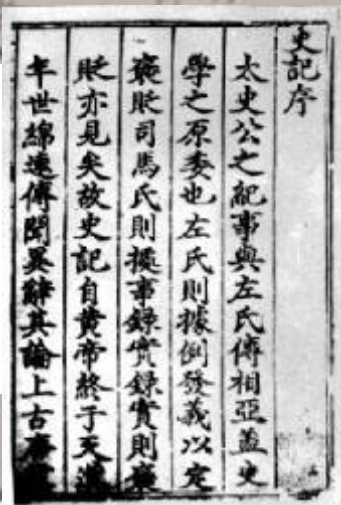 史記序
太史公之紀事與左氏傳相亞蓋史
學之原委也左氏則據例發義以定
褒貶司馬氏則據事錄實錄實則褒
貶亦見矣故史記自黄帝終于天漢
年世綿遠傳聞異辭其論上古事